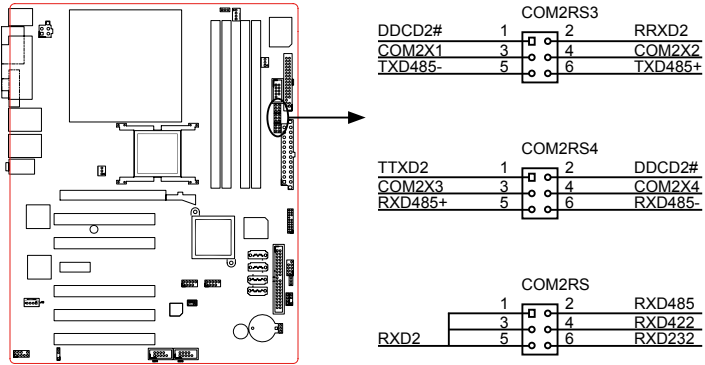 COM2RS3
DDCD2# 1 2 RRXD2
COM2X1 3 4 COM2X2
TXD485- 5 6 TXD485+
COM2RS4
TTXD2 1 2 DDCD2#
COM2X3 3 4 COM2X4
RXD485+ 5 6 RXD485-
COM2RS
1 2 RXD485
3 4 RXD422
RXD2 5 6 RXD232